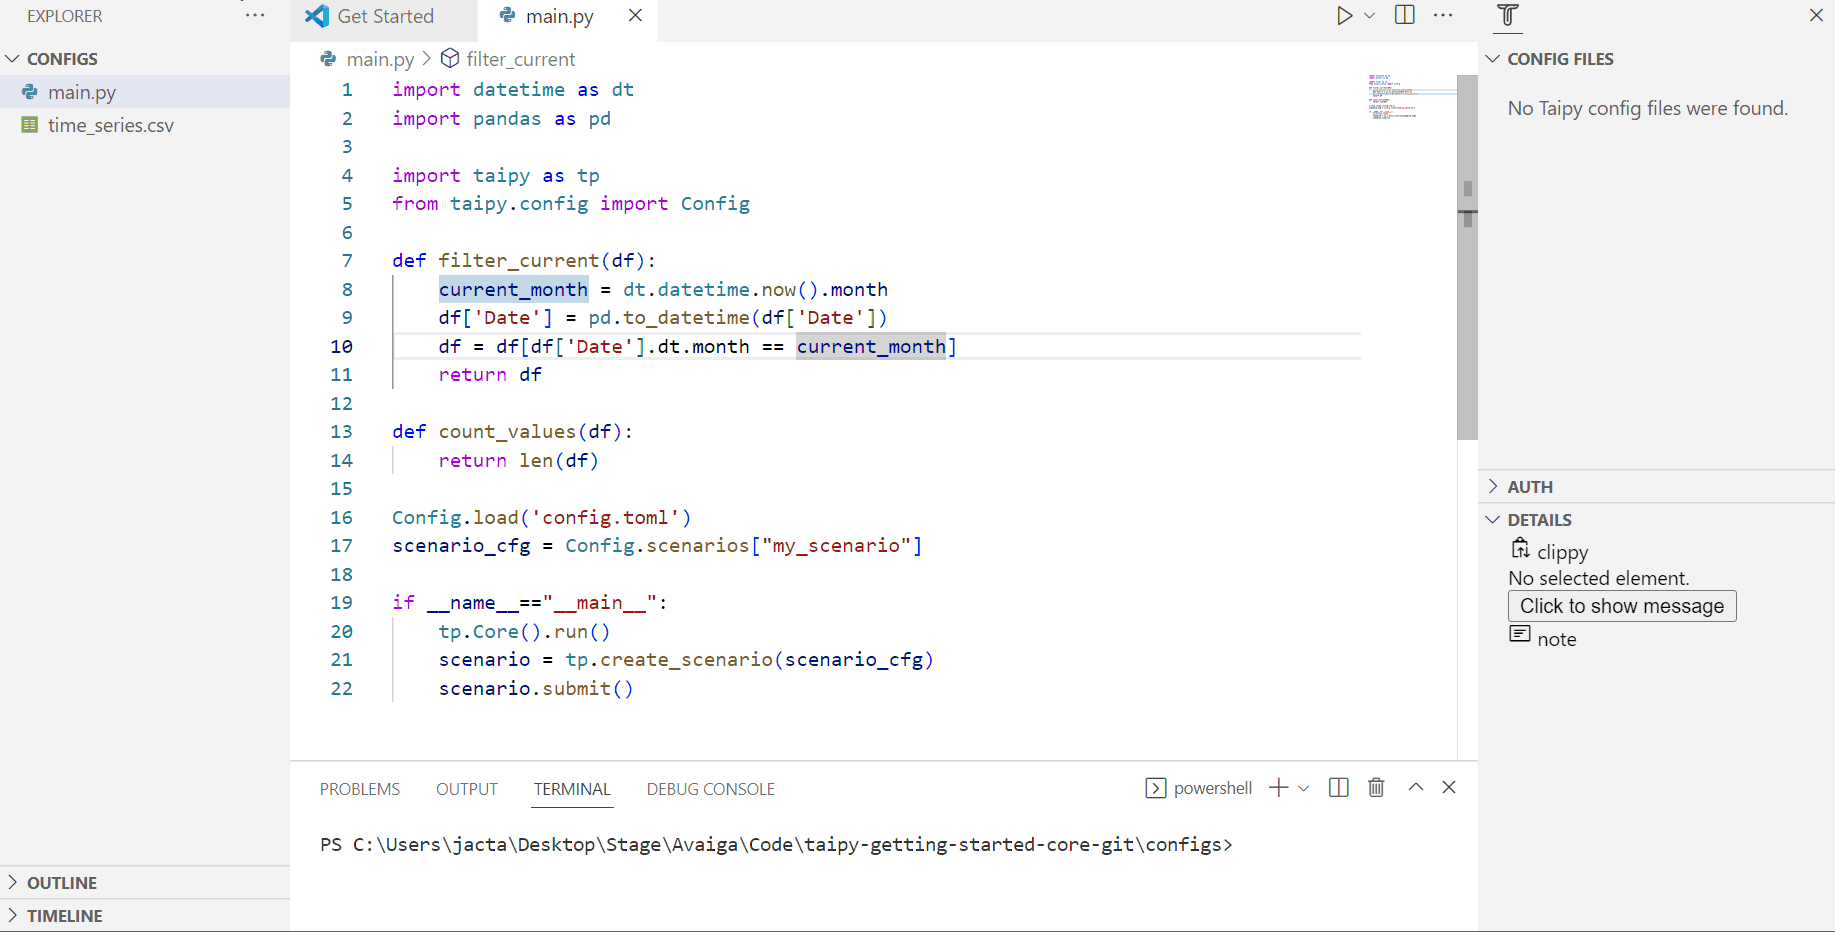 EXPLORER
CONFIGS
main.py
time_series.csv
OUTLINE
TIMELINE
Get Started
main.py
main.py > filter_current
1 import datetime as dt
2 import pandas as pd
3
4 import taipy as tp
5 from taipy.config import Config
6
7 def filter_current(df):
8     current_month = dt.datetime.now().month
9     df['Date'] = pd.to_datetime(df['Date'])
10     df = df[df['Date'].dt.month == current_month]
11     return df
12
13 def count_values(df):
14     return len(df)
15
16 Config.load('config.toml')
17 scenario_cfg = Config.scenarios["my_scenario"]
18
19 if __name__=="__main__":
20     tp.Core().run()
21     scenario = tp.create_scenario(scenario_cfg)
22     scenario.submit()
PROBLEMS OUTPUT TERMINAL DEBUG CONSOLE
powershell
PS C:\Users\jacta\Desktop\Stage\Avaiga\Code\taipy-getting-started-core-git\configs>
CONFIG FILES
No Taipy config files were found.
AUTH
DETAILS
clippy
No selected element.
Click to show message
note